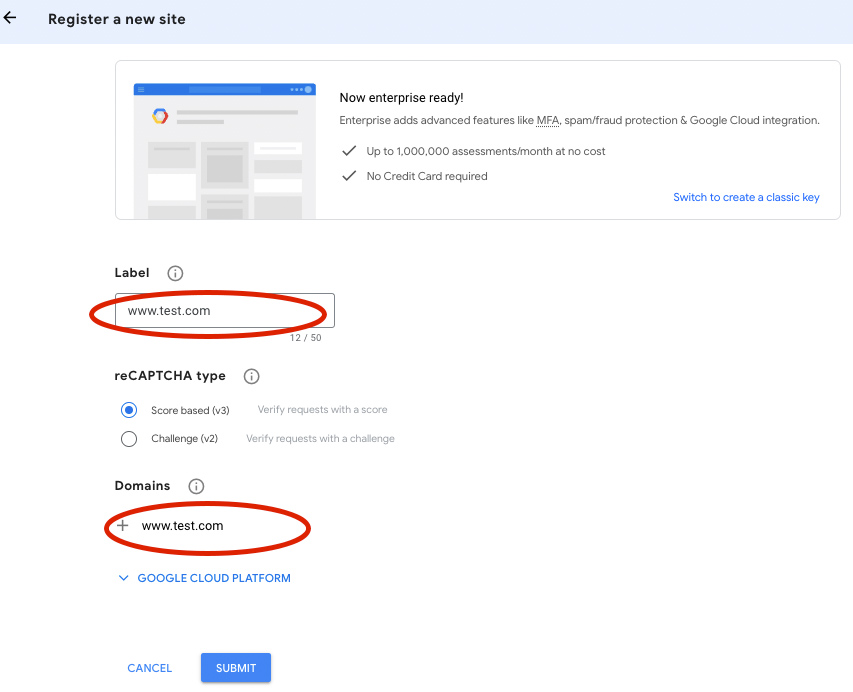 Register a new site
Now enterprise ready!
Enterprise adds advanced features like MFA, spam/fraud protection & Google Cloud integration.
Up to 1,000,000 assessments/month at no cost
No Credit Card required
Switch to create a classic key
Label
www.test.com
12 / 50
reCAPTCHA type
Score based (v3) Verify requests with a score
Challenge (v2) Verify requests with a challenge
Domains
www.test.com
GOOGLE CLOUD PLATFORM
CANCEL SUBMIT